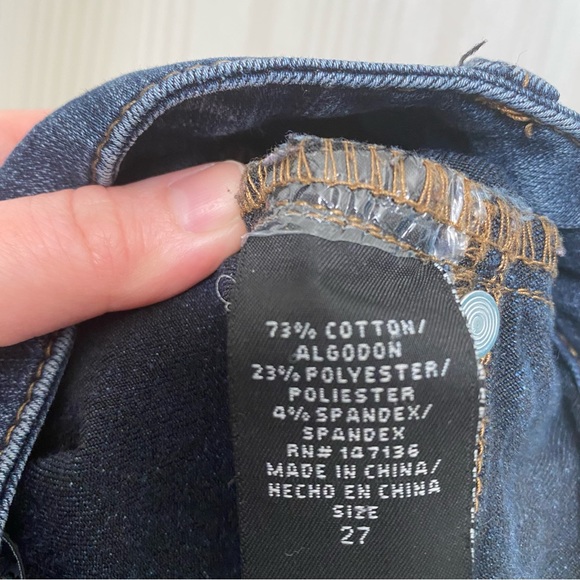 73% COTTON/
ALGODON
23% POLYESTER/
POLIESTER
4% SPANDEX/
SPANDEX
RN# 147136
MADE IN CHINA/
HECHO EN CHINA
SIZE
27